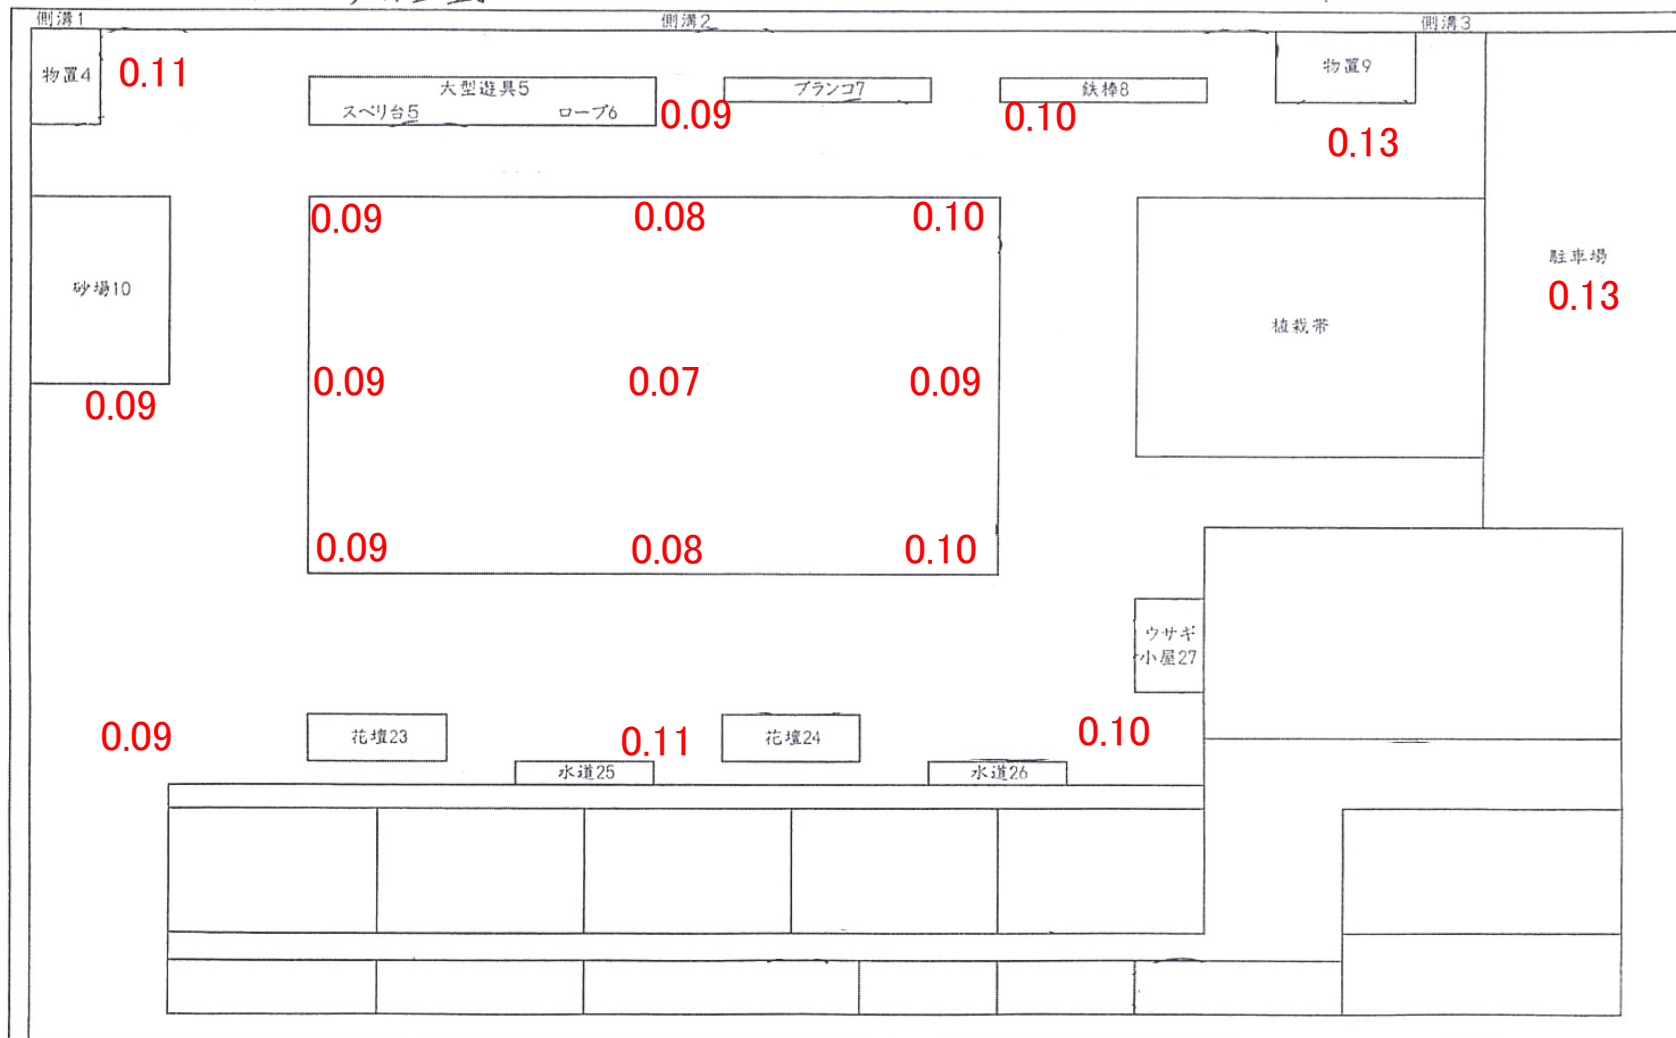 側溝1
側溝2
側溝3
物置4
0.11
大型遊具5
スベリ台5
ロープ6
0.09
ブランコ7
鉄棒8
0.10
物置9
0.13
砂場10
0.09
0.09
0.08
0.10
0.09
0.07
0.09
0.09
0.08
0.10
植栽帯
駐車場
0.13
ウサギ
小屋27
0.09
花壇23
0.11
花壇24
0.10
水道25
水道26